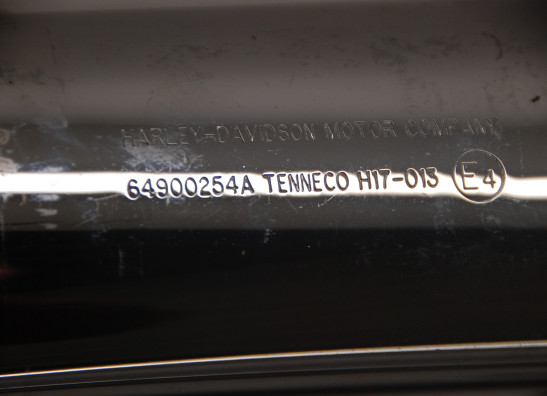 HARLEY-DAVIDSON MOTOR COMPANY
64900254A TENNECO H17-013 E4